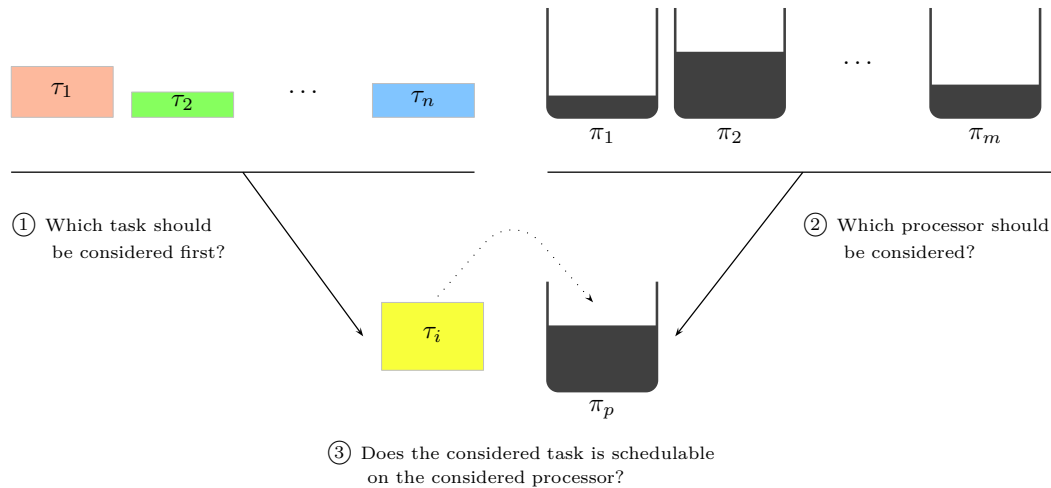 τ₁ τ₂ ... τₙ
π₁ π₂ ... πₘ
① Which task should
be considered first?
② Which processor should
be considered?
τᵢ
πₚ
③ Does the considered task is schedulable
on the considered processor?